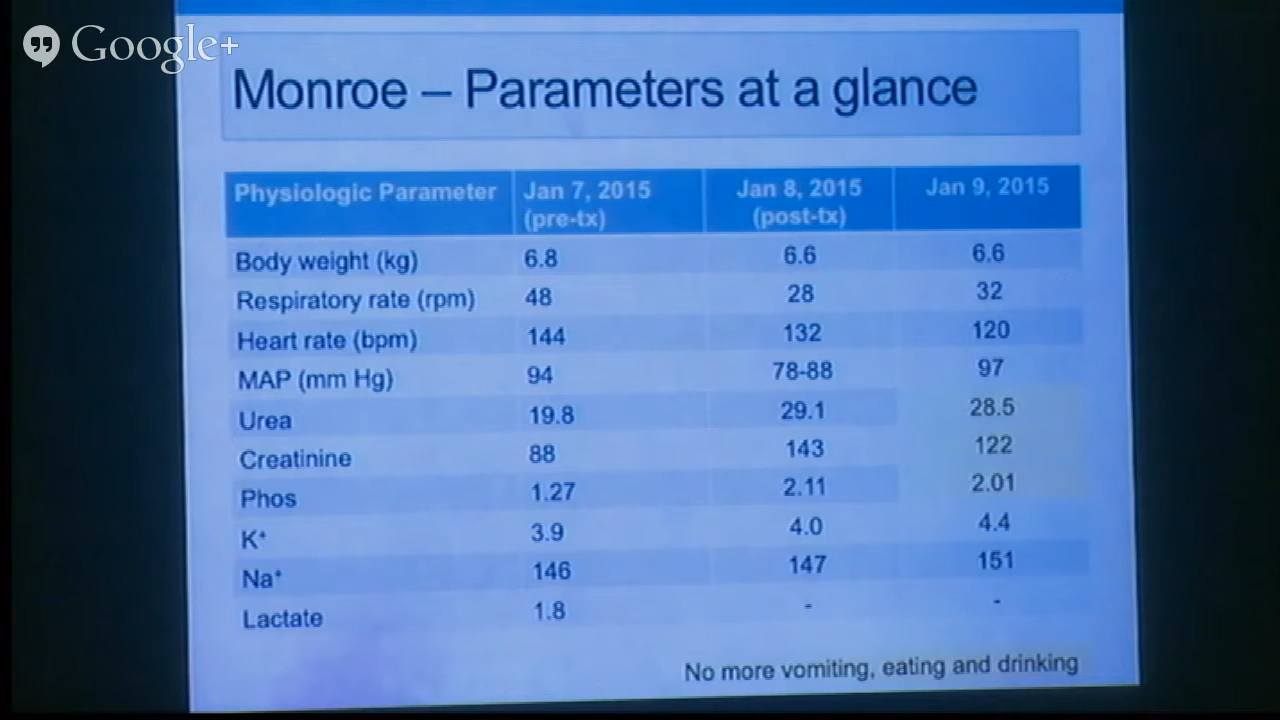 Google+
Monroe – Parameters at a glance
Physiologic Parameter Jan 7, 2015 (pre-tx) Jan 8, 2015 (post-tx) Jan 9, 2015
Body weight (kg) 6.8 6.6 6.6
Respiratory rate (rpm) 48 28 32
Heart rate (bpm) 144 132 120
MAP (mm Hg) 94 78-88 97
Urea 19.8 29.1 28.5
Creatinine 88 143 122
Phos 1.27 2.11 2.01
K⁺ 3.9 4.0 4.4
Na⁺ 146 147 151
Lactate 1.8 - -
No more vomiting, eating and drinking